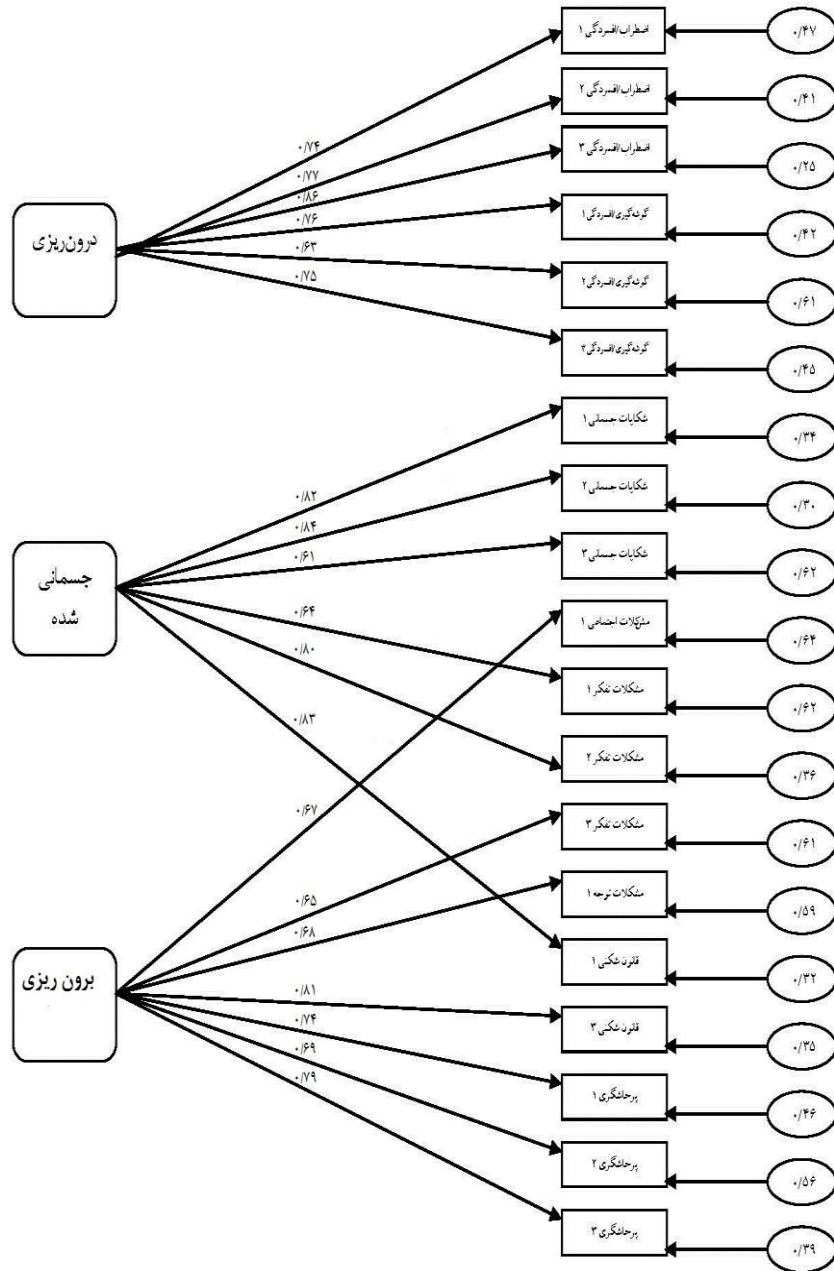 اضطراب/افسردگی ۱
۰/۴۷
اضطراب/افسردگی ۲
۰/۴۱
اضطراب/افسردگی ۳
۰/۲۵
گوشه‌گیری/افسردگی ۱
۰/۴۲
گوشه‌گیری/افسردگی ۲
۰/۶۱
گوشه‌گیری/افسردگی ۳
۰/۴۵
درون‌ریزی
۰/۷۴
۰/۷۷
۰/۸۶
۰/۷۶
۰/۶۳
۰/۷۵
شکایات جسمانی ۱
۰/۳۴
شکایات جسمانی ۲
۰/۳۰
شکایات جسمانی ۳
۰/۶۲
مشکلات اجتماعی ۱
۰/۶۴
مشکلات تفکر ۱
۰/۶۲
مشکلات تفکر ۲
۰/۳۶
جسمانی
شده
۰/۸۲
۰/۸۴
۰/۶۱
۰/۶۴
۰/۸۰
۰/۸۳
مشکلات تفکر ۳
۰/۶۱
مشکلات توجه ۱
۰/۵۹
قانون شکنی ۱
۰/۳۲
قانون شکنی ۳
۰/۳۵
پرخاشگری ۱
۰/۴۶
پرخاشگری ۲
۰/۵۶
پرخاشگری ۳
۰/۳۹
برون ریزی
۰/۶۷
۰/۶۵
۰/۶۸
۰/۸۱
۰/۷۴
۰/۶۹
۰/۷۹